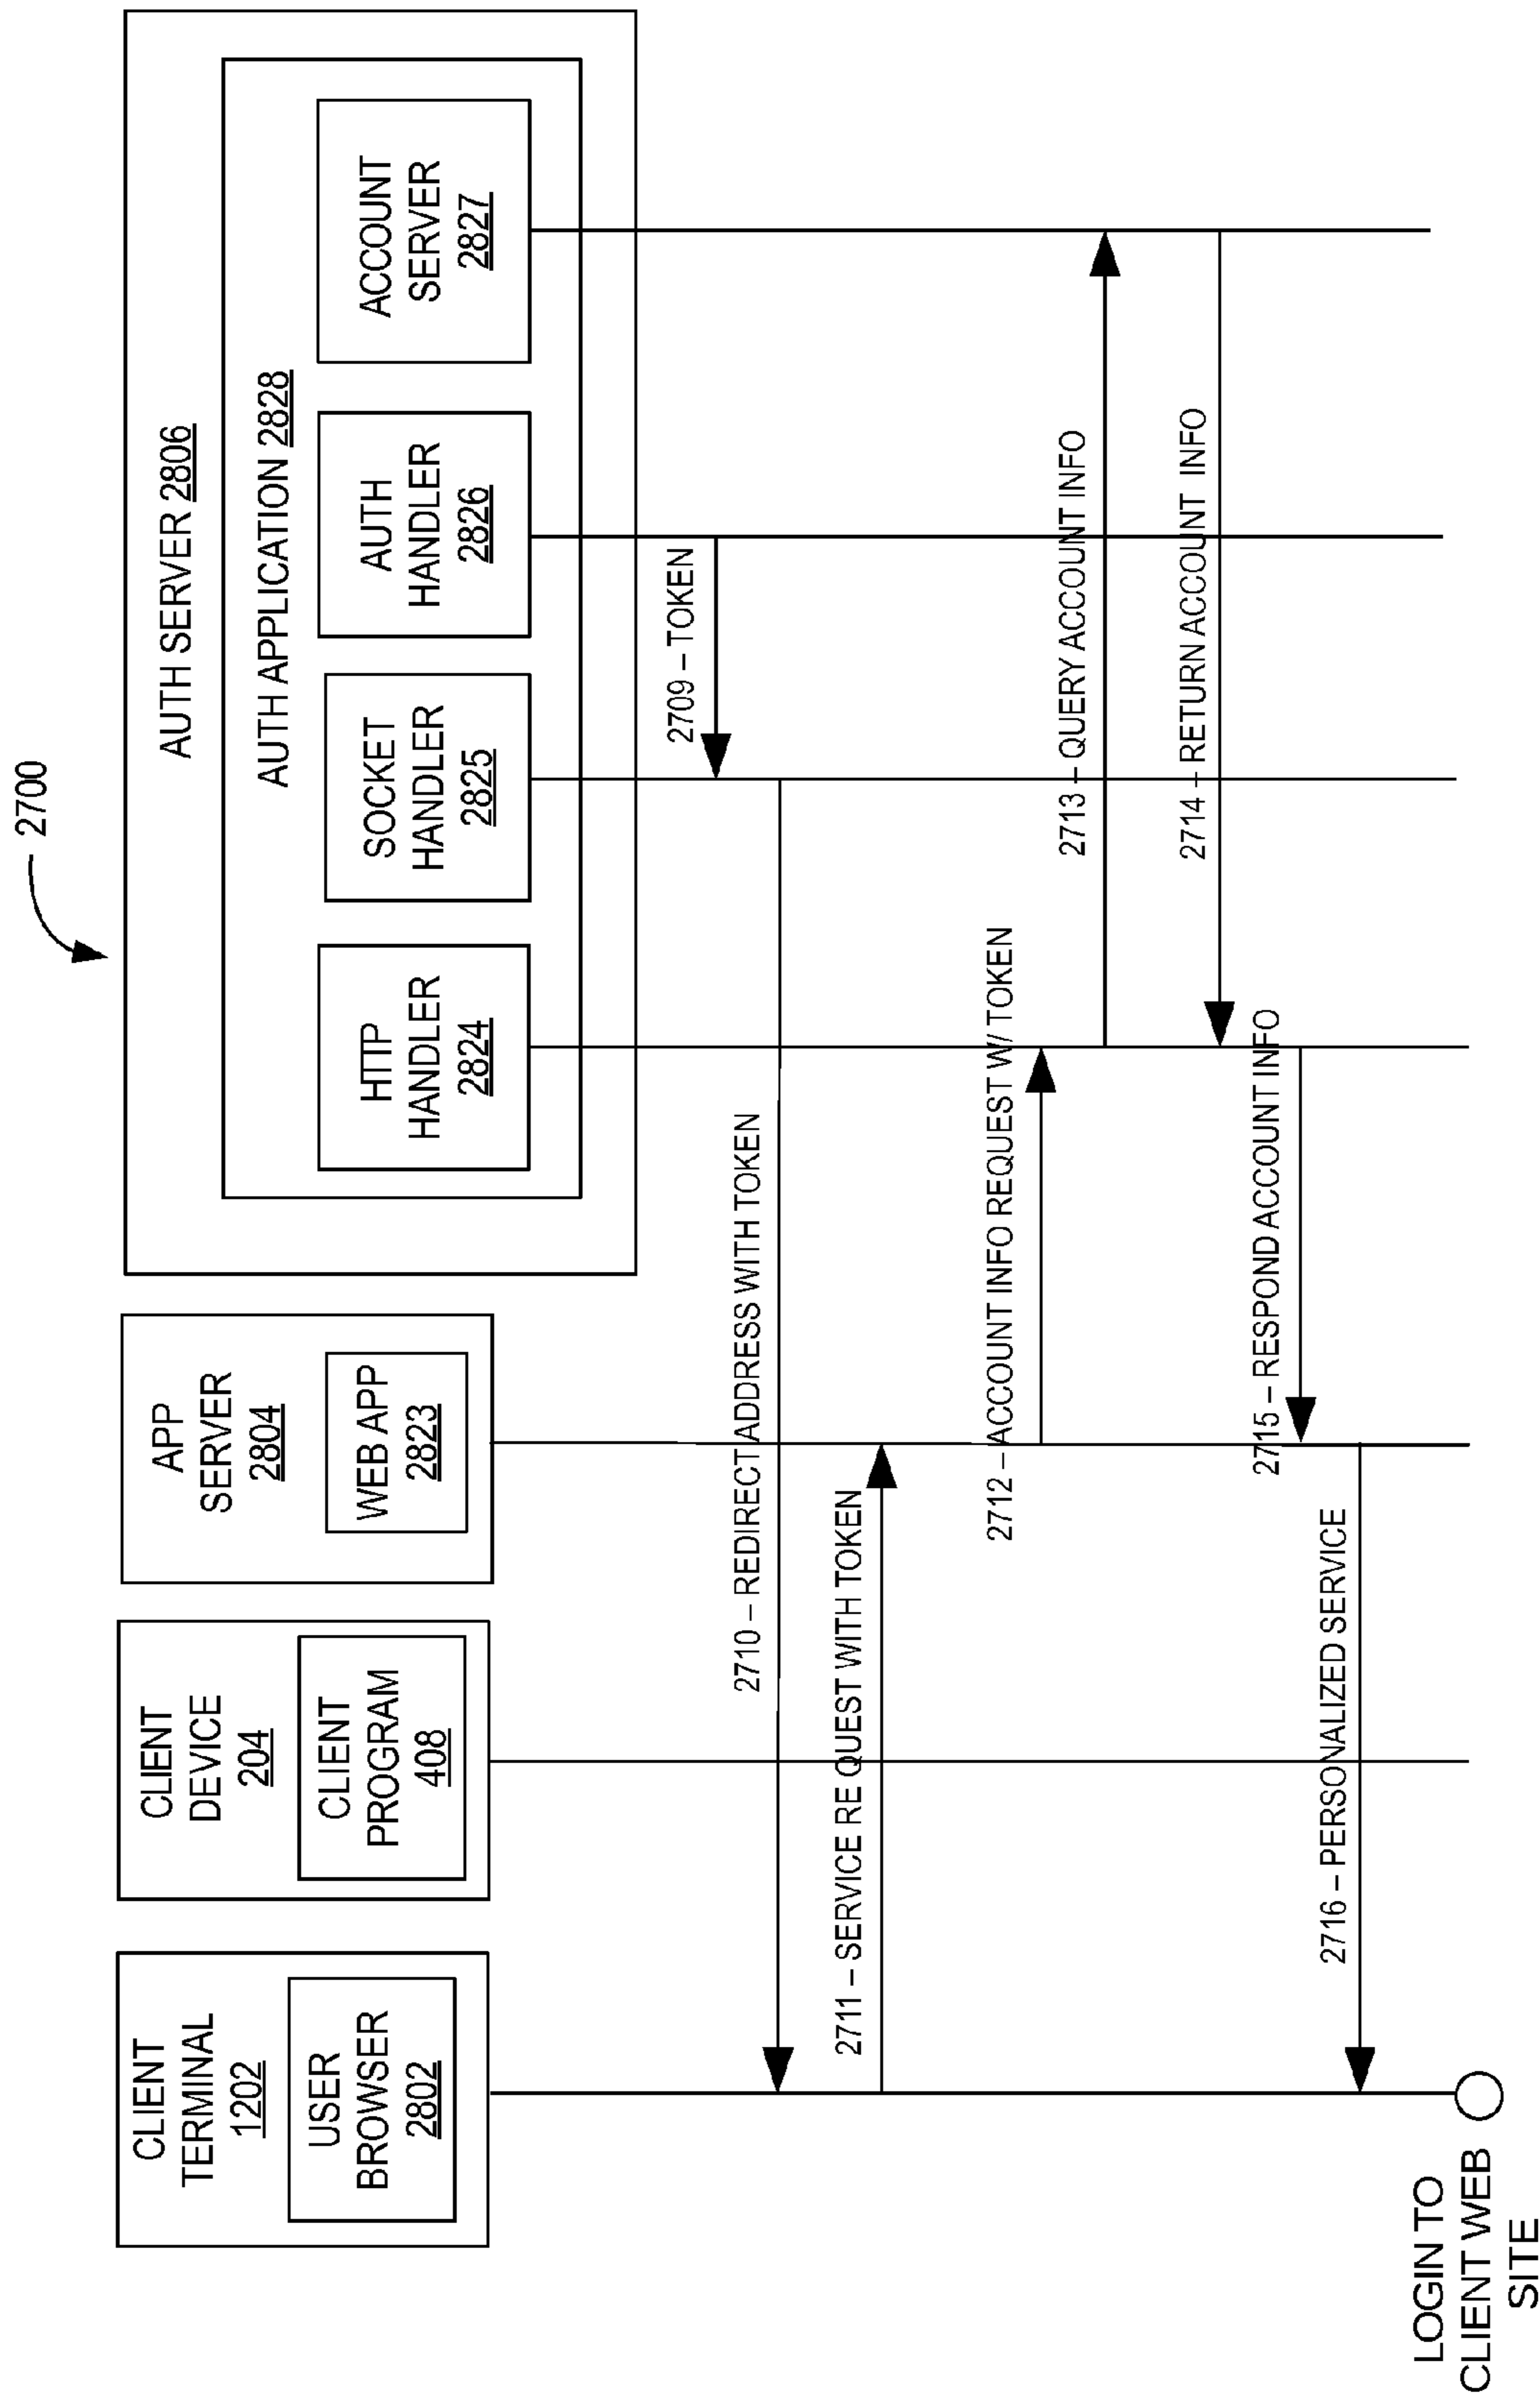 2700
CLIENT
TERMINAL
1202
USER
BROWSER
2802
CLIENT
DEVICE
204
CLIENT
PROGRAM
408
APP
SERVER
2804
WEB APP
2823
AUTH SERVER 2806
AUTH APPLICATION 2828
HTTP
HANDLER
2824
SOCKET
HANDLER
2825
AUTH
HANDLER
2826
ACCOUNT
SERVER
2827
2709 – TOKEN
2710 – REDIRECT ADDRESS WITH TOKEN
2711 – SERVICE RE QUEST WITH TOKEN
2712 – ACCOUNT INFO REQUEST W/ TOKEN
2713 – QUERY ACCOUNT INFO
2714 – RETURN ACCOUNT INFO
2715 – RESPOND ACCOUNT INFO
2716 – PERSONALIZED SERVICE
LOGIN TO
CLIENT WEB
SITE